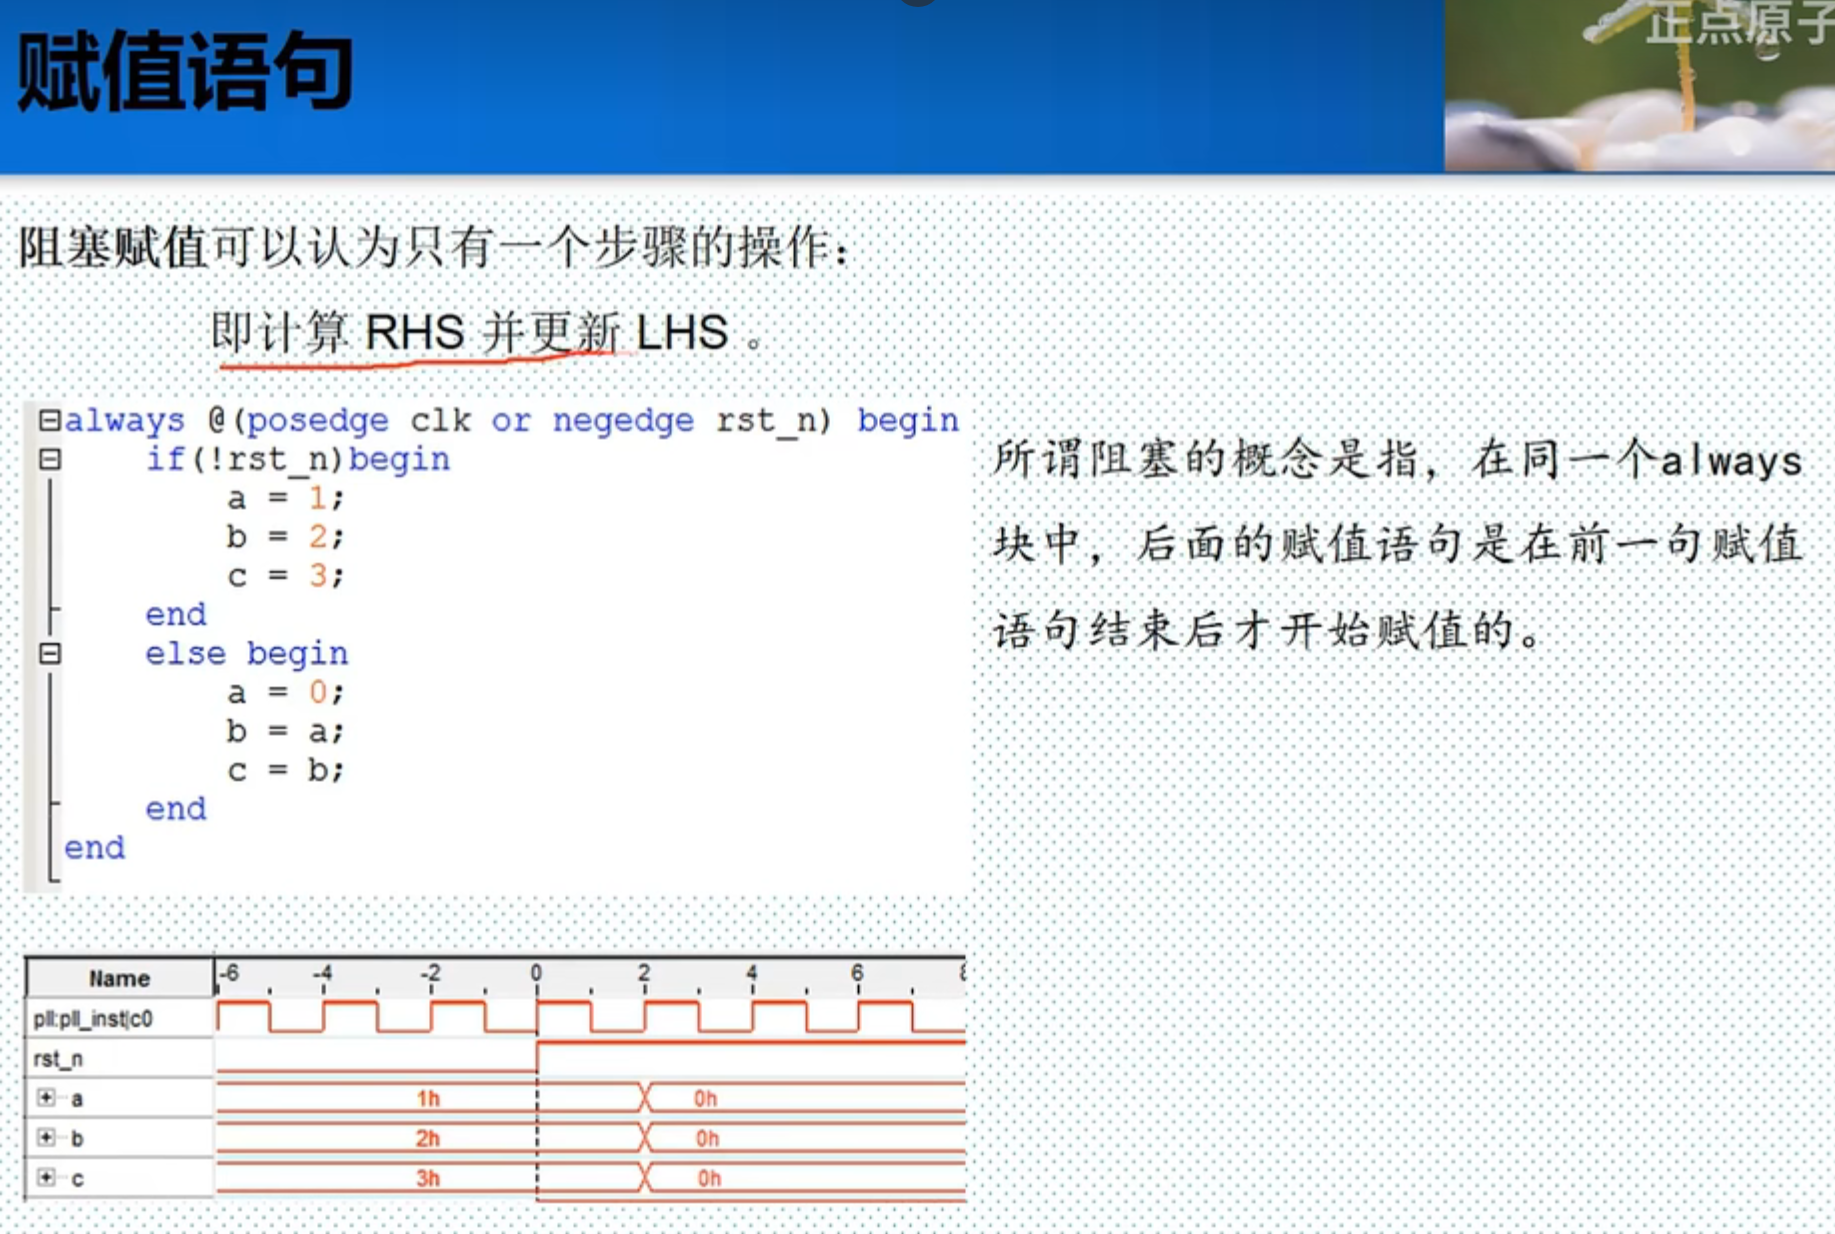 赋值语句
正点原子
阻塞赋值可以认为只有一个步骤的操作：
即计算 RHS 并更新 LHS 。
always @(posedge clk or negedge rst_n) begin
if(!rst_n)begin
a = 1;
b = 2;
c = 3;
end
else begin
a = 0;
b = a;
c = b;
end
end
所谓阻塞的概念是指，在同一个always
块中，后面的赋值语句是在前一句赋值
语句结束后才开始赋值的。
Name -6 -4 -2 0 2 4 6
pll:pll_inst|c0
rst_n
a 1h 0h
b 2h 0h
c 3h 0h